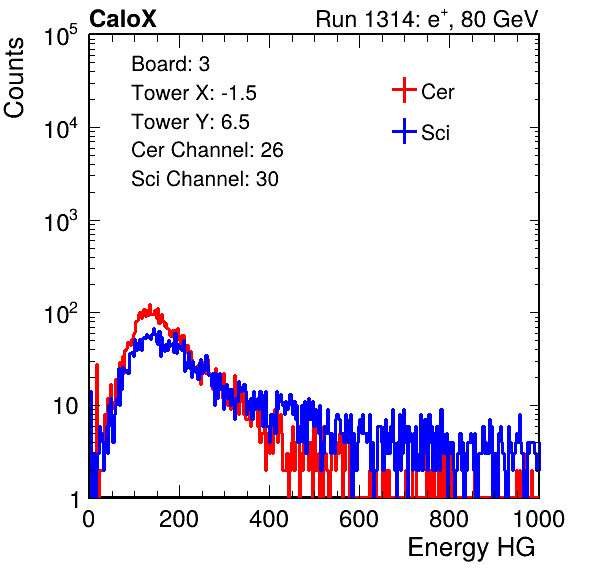 CaloX Run 1314: e⁺, 80 GeV
Counts
10⁵
10⁴
10³
10²
10
1
Board: 3
Tower X: -1.5
Tower Y: 6.5
Cer Channel: 26
Sci Channel: 30
Cer
Sci
0 200 400 600 800 1000
Energy HG